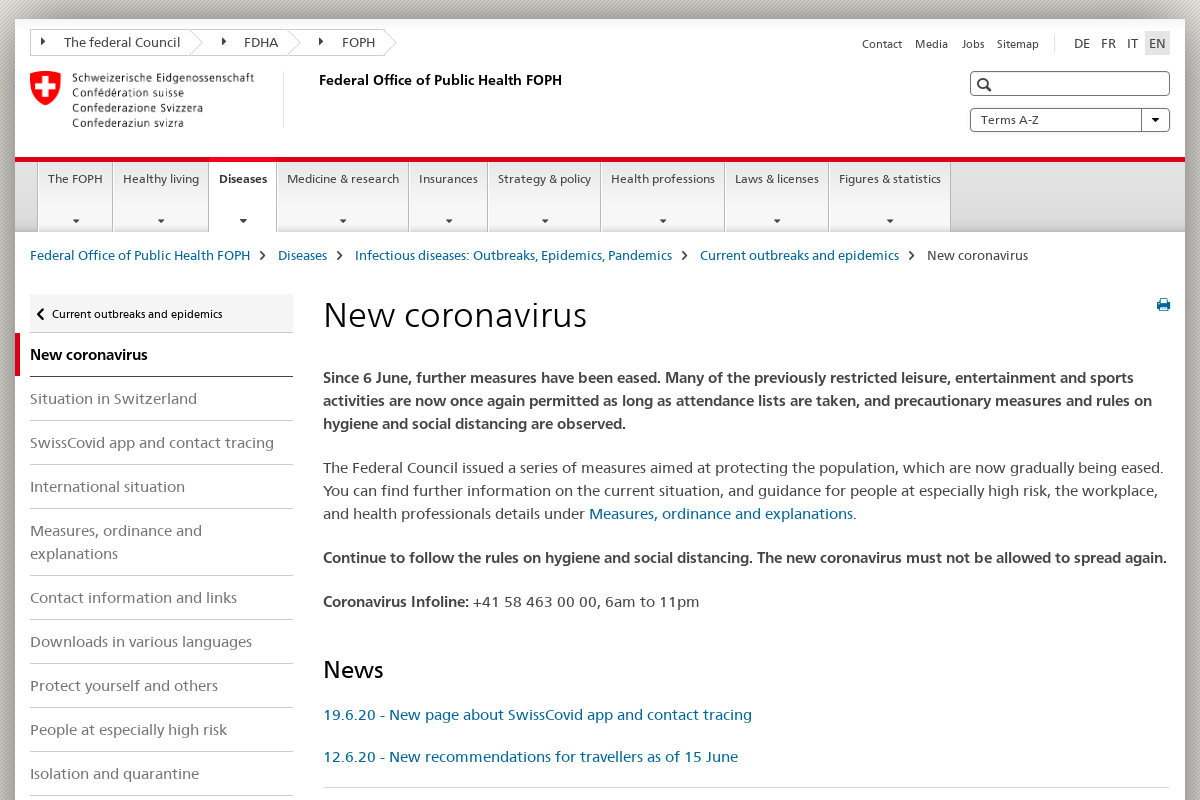 The federal Council
FDHA
FOPH
Contact
Media
Jobs
Sitemap
DE
FR
IT
EN
Schweizerische Eidgenossenschaft
Confédération suisse
Confederazione Svizzera
Confederaziun svizra
Federal Office of Public Health FOPH
Terms A-Z
The FOPH
Healthy living
Diseases
Medicine & research
Insurances
Strategy & policy
Health professions
Laws & licenses
Figures & statistics
Federal Office of Public Health FOPH
Diseases
Infectious diseases: Outbreaks, Epidemics, Pandemics
Current outbreaks and epidemics
New coronavirus
Current outbreaks and epidemics
New coronavirus
Situation in Switzerland
SwissCovid app and contact tracing
International situation
Measures, ordinance and
explanations
Contact information and links
Downloads in various languages
Protect yourself and others
People at especially high risk
Isolation and quarantine
New coronavirus
Since 6 June, further measures have been eased. Many of the previously restricted leisure, entertainment and sports
activities are now once again permitted as long as attendance lists are taken, and precautionary measures and rules on
hygiene and social distancing are observed.
The Federal Council issued a series of measures aimed at protecting the population, which are now gradually being eased.
You can find further information on the current situation, and guidance for people at especially high risk, the workplace,
and health professionals details under Measures, ordinance and explanations.
Continue to follow the rules on hygiene and social distancing. The new coronavirus must not be allowed to spread again.
Coronavirus Infoline: +41 58 463 00 00, 6am to 11pm
News
19.6.20 - New page about SwissCovid app and contact tracing
12.6.20 - New recommendations for travellers as of 15 June